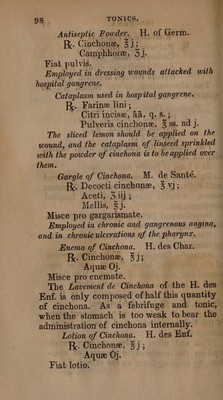 98 TONICS.
Antiseptic Powder. H. of Germ.
℞. Cinchonæ, ℥j;
Camphhoræ, ʒj.
Fiat pulvis.
Employed in dressing wounds attacked with
hospital gangrene.
Cataplasm used in hospital gangrene.
℞. Farinæ lini;
Citri incisæ, āā. q. s.;
Pulveris cinchonæ, ℥ss. ad j.
The sliced lemon should be applied on the
wound, and the cataplasm of linseed sprinkled
with the powder of cinchona is to be applied over
them.
Gargle of Cinchona. M. de Santé.
℞. Decocti cinchonæ, ℥vj;
Aceti, ʒiij;
Mellis, ℥j.
Misce pro gargarismate.
Employed in chronic and gangrenous angina,
and in chronic ulcerations of the pharynx.
Enema of Cinchona. H. des Char.
℞. Cinchonæ, ℥j;
Aquæ Oj.
Misce pro enemate.
The Lavement de Cinchona of the H. des
Enf. is only composed of half this quantity
of cinchona. As a febrifuge and tonic,
when the stomach is too weak to bear the
administration of cinchona internally.
Lotion of Cinchona. H. des Enf.
℞. Cinchonæ, ℥j;
Aquæ Oj.
Fiat lotio.